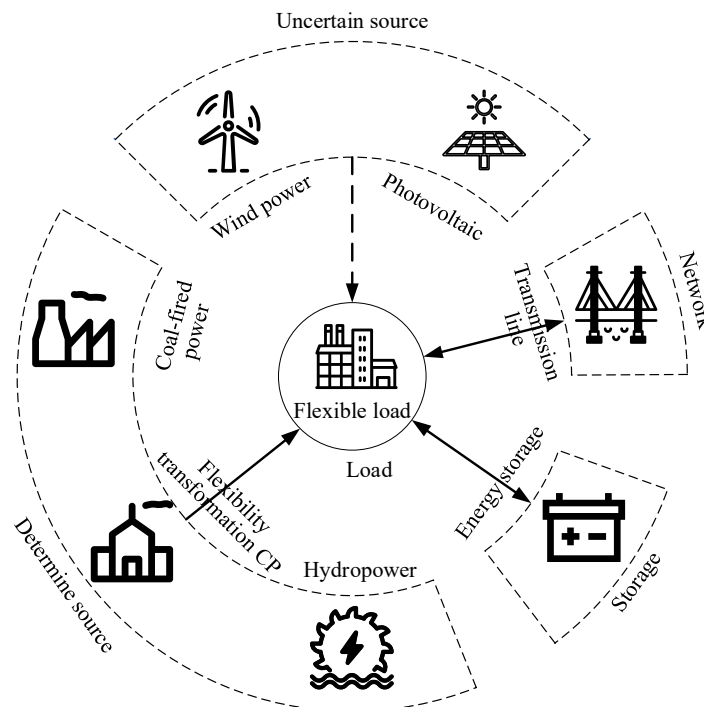 Uncertain source
Wind power
Photovoltaic
Coal-fired
power
Transmission
line
Network
Flexible load
Load
Flexibility
transformation CP
Energy storage
Storage
Determine source
Hydropower